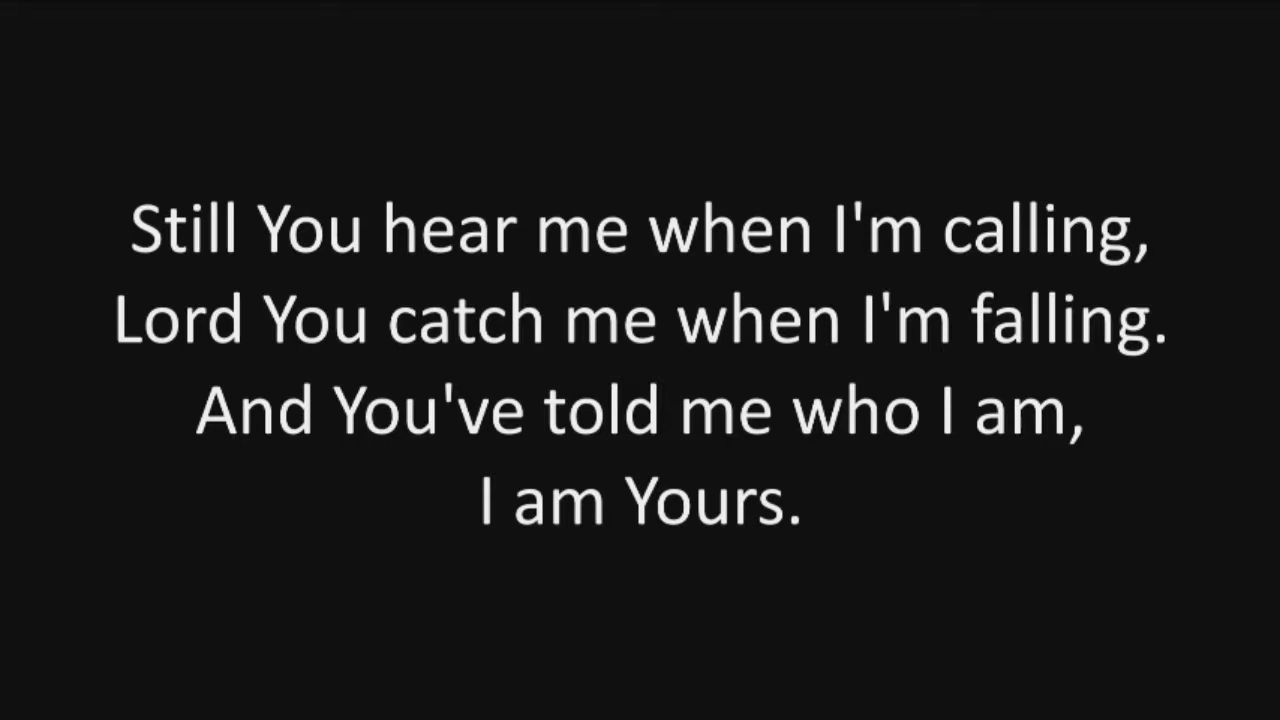 Still You hear me when I'm calling,
Lord You catch me when I'm falling.
And You've told me who I am,
I am Yours.